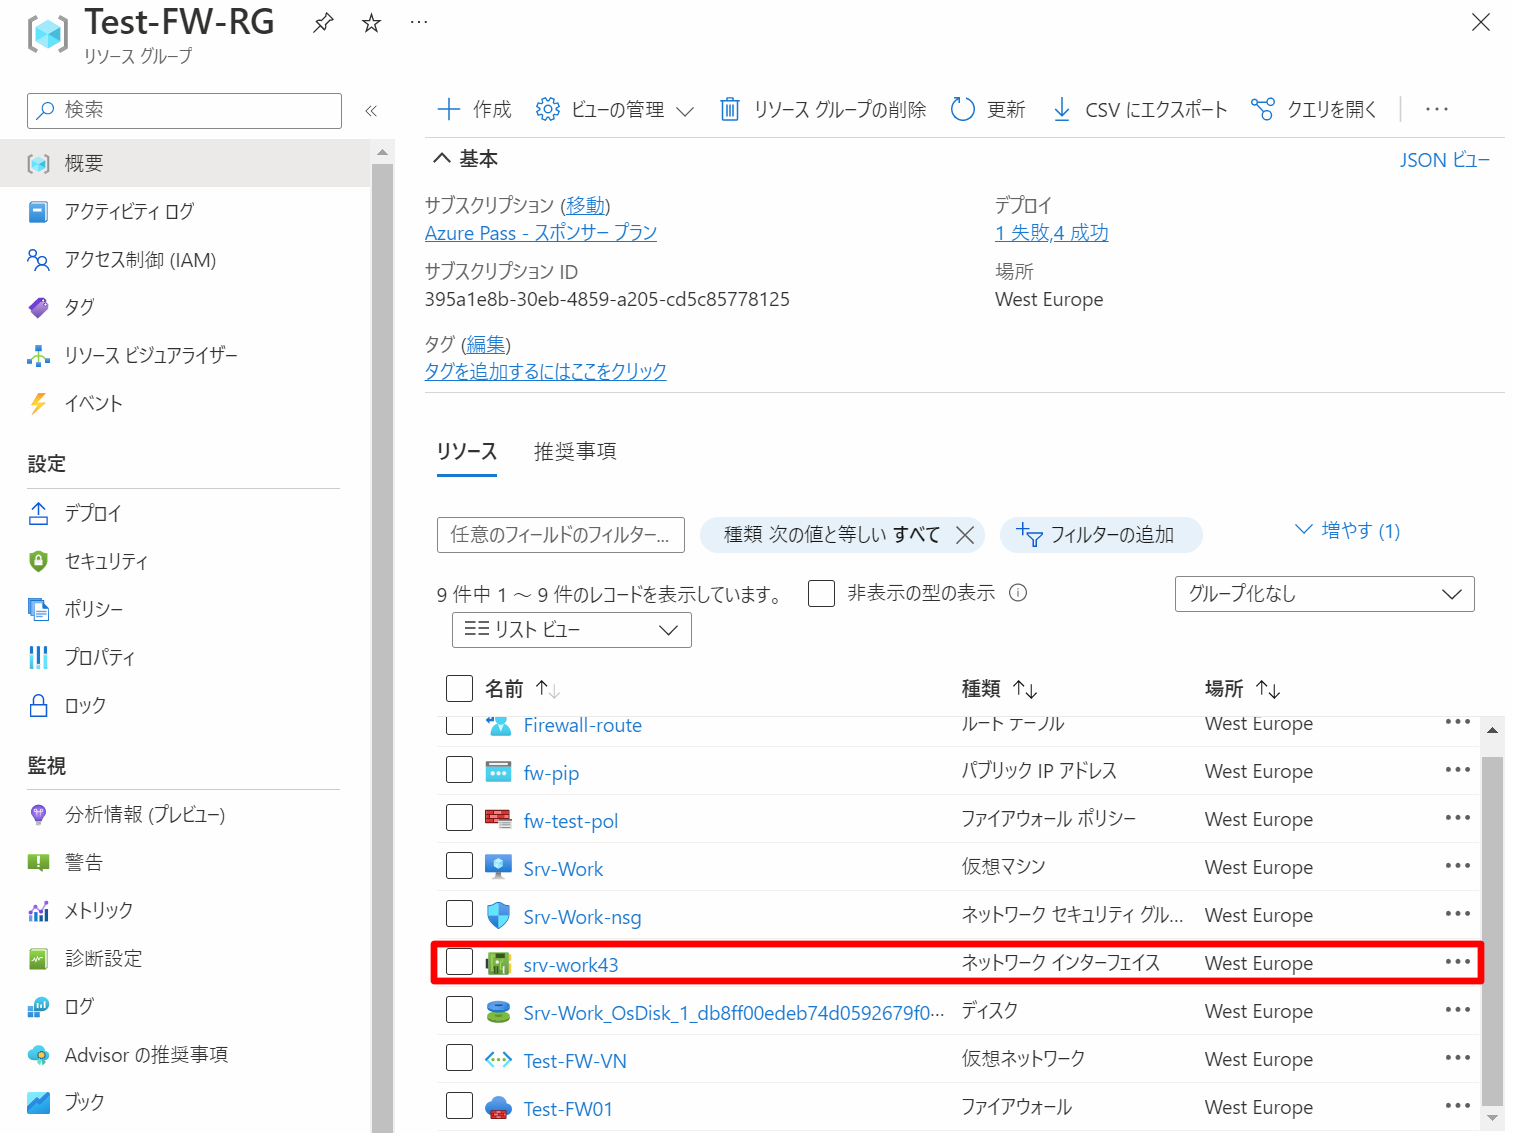 Test-FW-RG
リソース グループ
検索
作成
ビューの管理
リソース グループの削除
更新
CSV にエクスポート
クエリを開く
概要
アクティビティ ログ
アクセス制御 (IAM)
タグ
リソース ビジュアライザー
イベント
設定
デプロイ
セキュリティ
ポリシー
プロパティ
ロック
監視
分析情報 (プレビュー)
警告
メトリック
診断設定
ログ
Advisor の推奨事項
ブック
基本
JSON ビュー
サブスクリプション (移動)
Azure Pass - スポンサー プラン
デプロイ
1 失敗,4 成功
サブスクリプション ID
395a1e8b-30eb-4859-a205-cd5c85778125
場所
West Europe
タグ (編集)
タグを追加するにはここをクリック
リソース
推奨事項
任意のフィールドのフィルター...
種類 次の値と等しい すべて
フィルターの追加
増やす (1)
9 件中 1 ～ 9 件のレコードを表示しています。
非表示の型の表示
グループ化なし
リスト ビュー
名前 種類 場所
Firewall-route ルート テーブル West Europe
fw-pip パブリック IP アドレス West Europe
fw-test-pol ファイアウォール ポリシー West Europe
Srv-Work 仮想マシン West Europe
Srv-Work-nsg ネットワーク セキュリティ グル... West Europe
srv-work43 ネットワーク インターフェイス West Europe
Srv-Work_OsDisk_1_db8ff00edeb74d0592679f0... ディスク West Europe
Test-FW-VN 仮想ネットワーク West Europe
Test-FW01 ファイアウォール West Europe